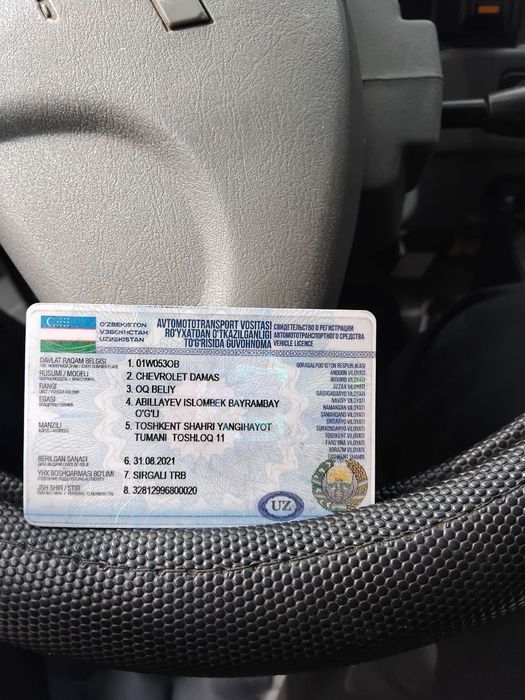 O'ZBEKISTON
ЎЗБЕКИСТАН
UZBEKISTAN
AVTOMOTOTRANSPORT VOSITASI
RO'YXATDAN O'TKAZILGANLIGI
TO'G'RISIDA GUVOHNOMA
СВИДЕТЕЛЬСТВО О РЕГИСТРАЦИИ
АВТОМОТОТРАНСПОРТНОГО СРЕДСТВА
VEHICLE LICENCE
DAVLAT RAQAM BELGISI
1. 01W053OB
RUSUMI / MODELI
2. CHEVROLET DAMAS
RANGI
3. OQ BELIY
EGASI
4. ABILLAYEV ISLOMBEK BAYRAMBAY
O'G'LI
MANZILI
5. TOSHKENT SHAHRI YANGIHAYOT
TUMANI TOSHLOQ 11
BERILGAN SANASI
6. 31.08.2021
YHX BOSHQARMASI BO'LIMI
7. SIRGALI TRB
JSH SHIR / STIR
8. 32812996800020
QORAQALPOG'ISTON RESPUBLIKASI
ANDIJON VILOYATI
BUXORO VILOYATI
JIZZAX VILOYATI
QASHQADARYO VILOYATI
NAVOIY VILOYATI
NAMANGAN VILOYATI
SAMARQAND VILOYATI
SIRDARYO VILOYATI
SURXONDARYO VILOYATI
TOSHKENT VILOYATI
FARG'ONA VILOYATI
XORAZM VILOYATI
TOSHKENT SHAHRI
UZ